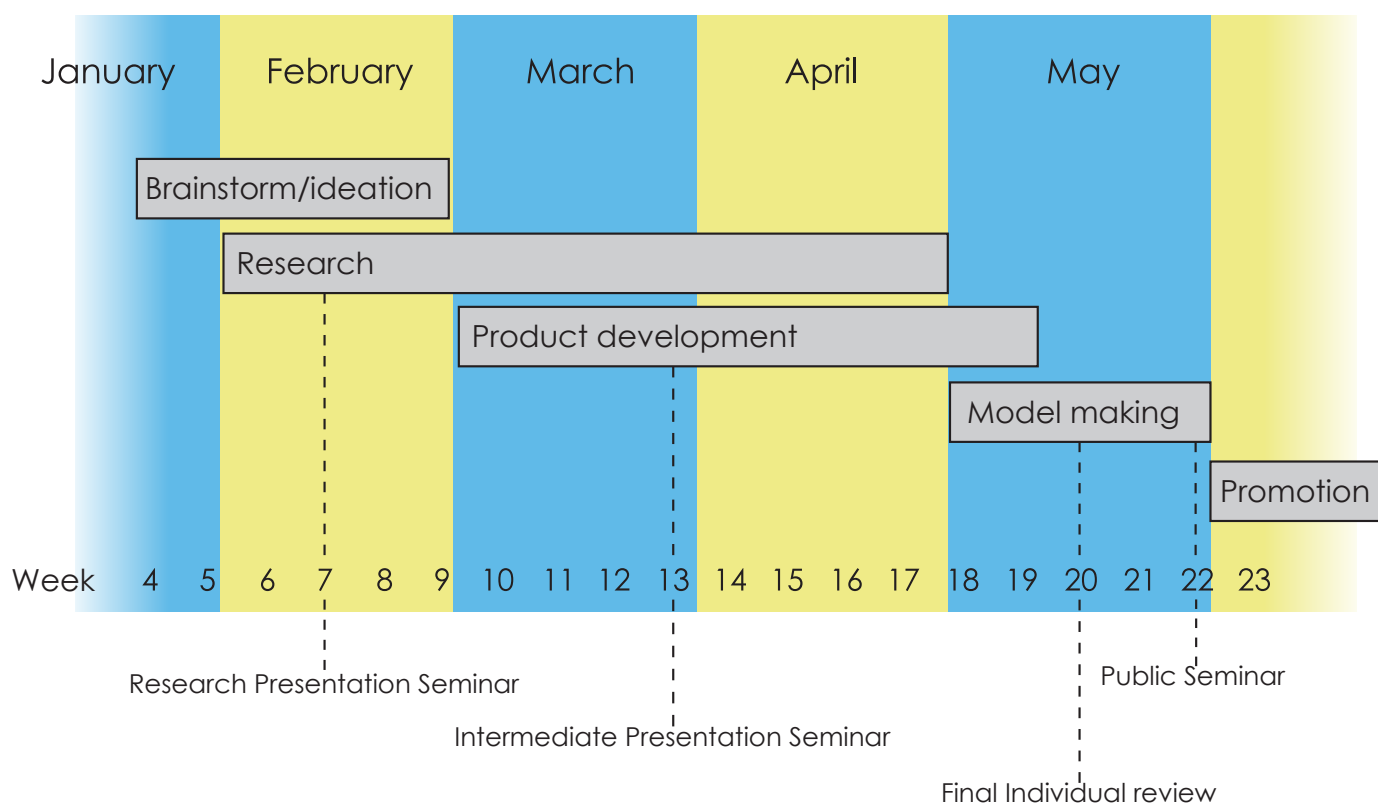 January February March April May
Brainstorm/ideation
Research
Product development
Model making
Promotion
Week 4 5 6 7 8 9 10 11 12 13 14 15 16 17 18 19 20 21 22 23
Public Seminar
Research Presentation Seminar
Intermediate Presentation Seminar
Final Individual review